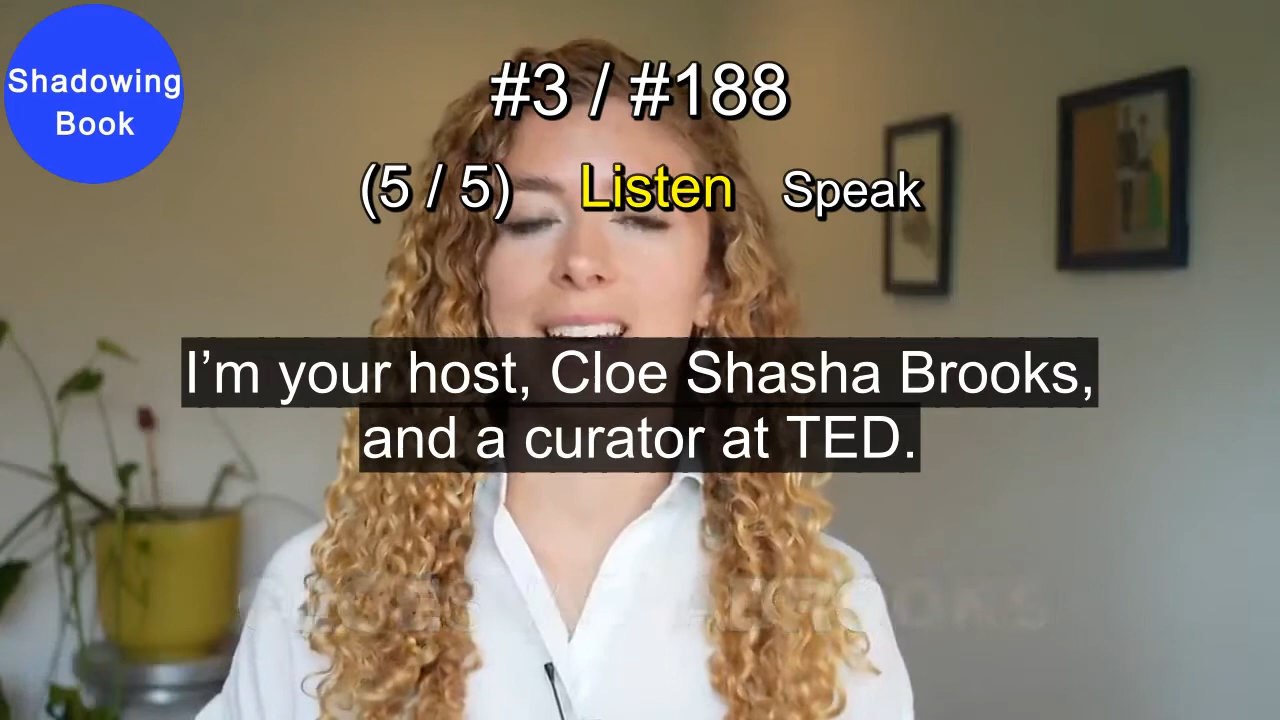 Shadowing
Book
#3 / #188
(5 / 5) Listen Speak
I’m your host, Cloe Shasha Brooks,
and a curator at TED.